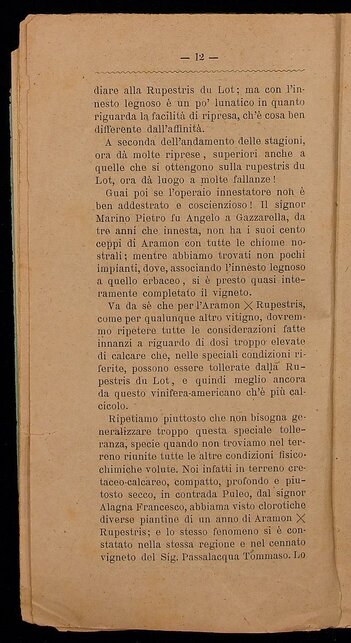 — 12 —
diare alla Rupestris du Lot; ma con l'in-
nesto legnoso è un po' lunatico in quanto
riguarda la facilità di ripresa, ch'è cosa ben
differente dall'affinità.
A seconda dell'andamento delle stagioni,
ora dà molte riprese, superiori anche a
quelle che si ottengono sulla rupestris du
Lot, ora dà luogo a molte fallanze!
Guai poi se l'operaio innestatore non è
ben addestrato e coscienzioso! Il signor
Marino Pietro fu Angelo a Gazzarella, da
tre anni che innesta, non ha i suoi cento
ceppi di Aramon con tutte le chiome no-
strali; mentre abbiamo trovati non pochi
impianti, dove, associando l'innesto legnoso
a quello erbaceo, si è presto quasi inte-
ramente completato il vigneto.
Va da sè che per l'Aramon × Rupestris,
come per qualunque altro vitigno, dovrem-
mo ripetere tutte le considerazioni fatte
innanzi a riguardo di dosi troppo elevate
di calcare che, nelle speciali condizioni ri-
ferite, possono essere tollerate dalla Ru-
pestris du Lot, e quindi meglio ancora
da questo vinifera-americano ch'è più cal-
cicolo.
Ripetiamo piuttosto che non bisogna ge-
neralizzare troppo questa speciale tolle-
ranza, specie quando non troviamo nel ter-
reno riunite tutte le altre condizioni fisico-
chimiche volute. Noi infatti in terreno cre-
taceo-calcareo, compatto, profondo e piu-
tosto secco, in contrada Puleo, dal signor
Alagna Francesco, abbiamo visto clorotiche
diverse piantine di un anno di Aramon ×
Rupestris; e lo stesso fenomeno si è con-
statato nella stessa regione e nel cennato
vigneto del Sig. Passalacqua Tommaso. Lo